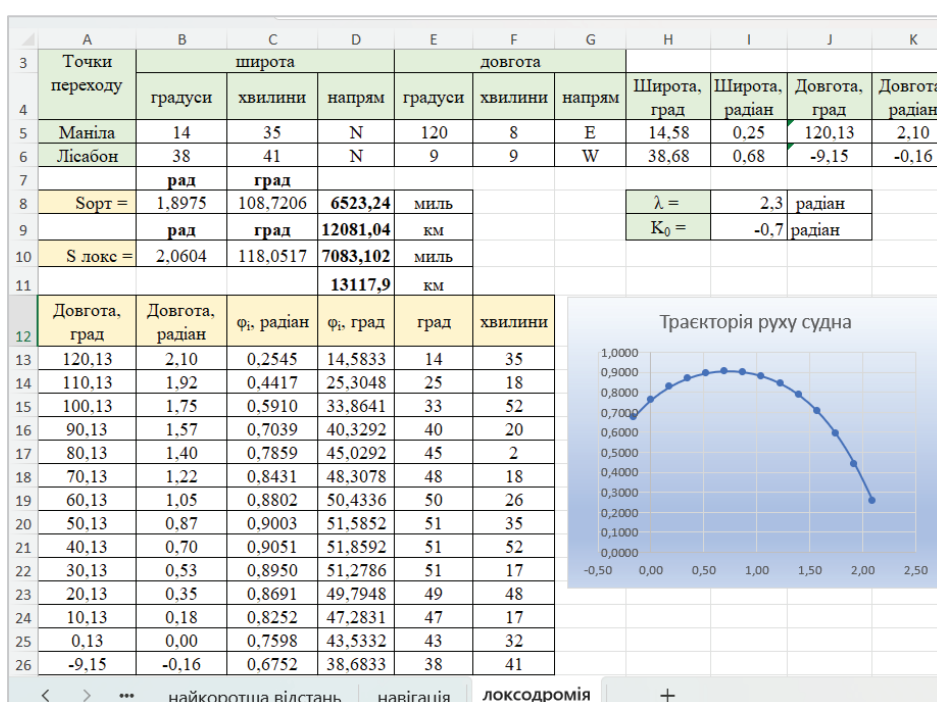 A B C D E F G H I J K
3 Точки переходу широта довгота
4 градуси хвилини напрям градуси хвилини напрям Широта, град Широта, радіан Довгота, град Довгота радіан
5 Маніла 14 35 N 120 8 E 14,58 0,25 120,13 2,10
6 Лісабон 38 41 N 9 9 W 38,68 0,68 -9,15 -0,16
7 рад град
8 Sорт = 1,8975 108,7206 6523,24 миль λ = 2,3 радіан
9 рад град 12081,04 км K₀ = -0,7 радіан
10 S локс = 2,0604 118,0517 7083,102 миль
11 13117,9 км
12 Довгота, град Довгота, радіан φᵢ, радіан φᵢ, град град хвилини
13 120,13 2,10 0,2545 14,5833 14 35
14 110,13 1,92 0,4417 25,3048 25 18
15 100,13 1,75 0,5910 33,8641 33 52
16 90,13 1,57 0,7039 40,3292 40 20
17 80,13 1,40 0,7859 45,0292 45 2
18 70,13 1,22 0,8431 48,3078 48 18
19 60,13 1,05 0,8802 50,4336 50 26
20 50,13 0,87 0,9003 51,5852 51 35
21 40,13 0,70 0,9051 51,8592 51 52
22 30,13 0,53 0,8950 51,2786 51 17
23 20,13 0,35 0,8691 49,7948 49 48
24 10,13 0,18 0,8252 47,2831 47 17
25 0,13 0,00 0,7598 43,5332 43 32
26 -9,15 -0,16 0,6752 38,6833 38 41
Траєкторія руху судна
1,0000
0,9000
0,8000
0,7000
0,6000
0,5000
0,4000
0,3000
0,2000
0,1000
0,0000
-0,50 0,00 0,50 1,00 1,50 2,00 2,50
< > ••• найкоротша відстань навігація локсодромія +